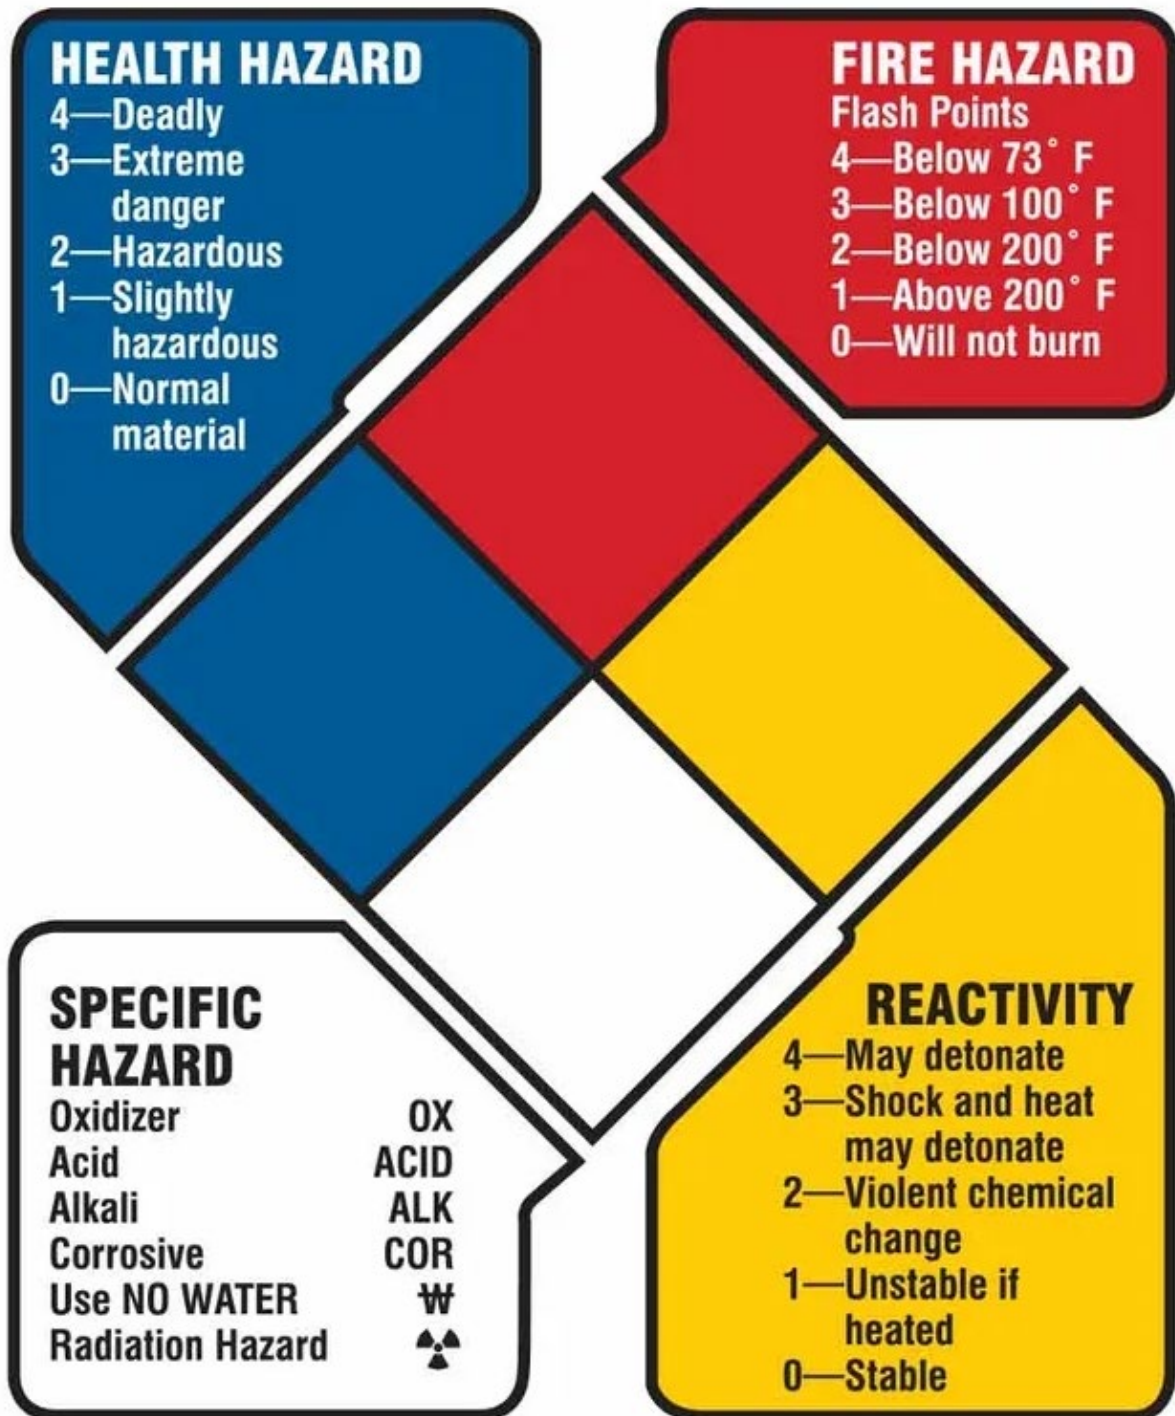 HEALTH HAZARD
4—Deadly
3—Extreme
danger
2—Hazardous
1—Slightly
hazardous
0—Normal
material
FIRE HAZARD
Flash Points
4—Below 73° F
3—Below 100° F
2—Below 200° F
1—Above 200° F
0—Will not burn
SPECIFIC
HAZARD
Oxidizer OX
Acid ACID
Alkali ALK
Corrosive COR
Use NO WATER W̶
Radiation Hazard ☢
REACTIVITY
4—May detonate
3—Shock and heat
may detonate
2—Violent chemical
change
1—Unstable if
heated
0—Stable